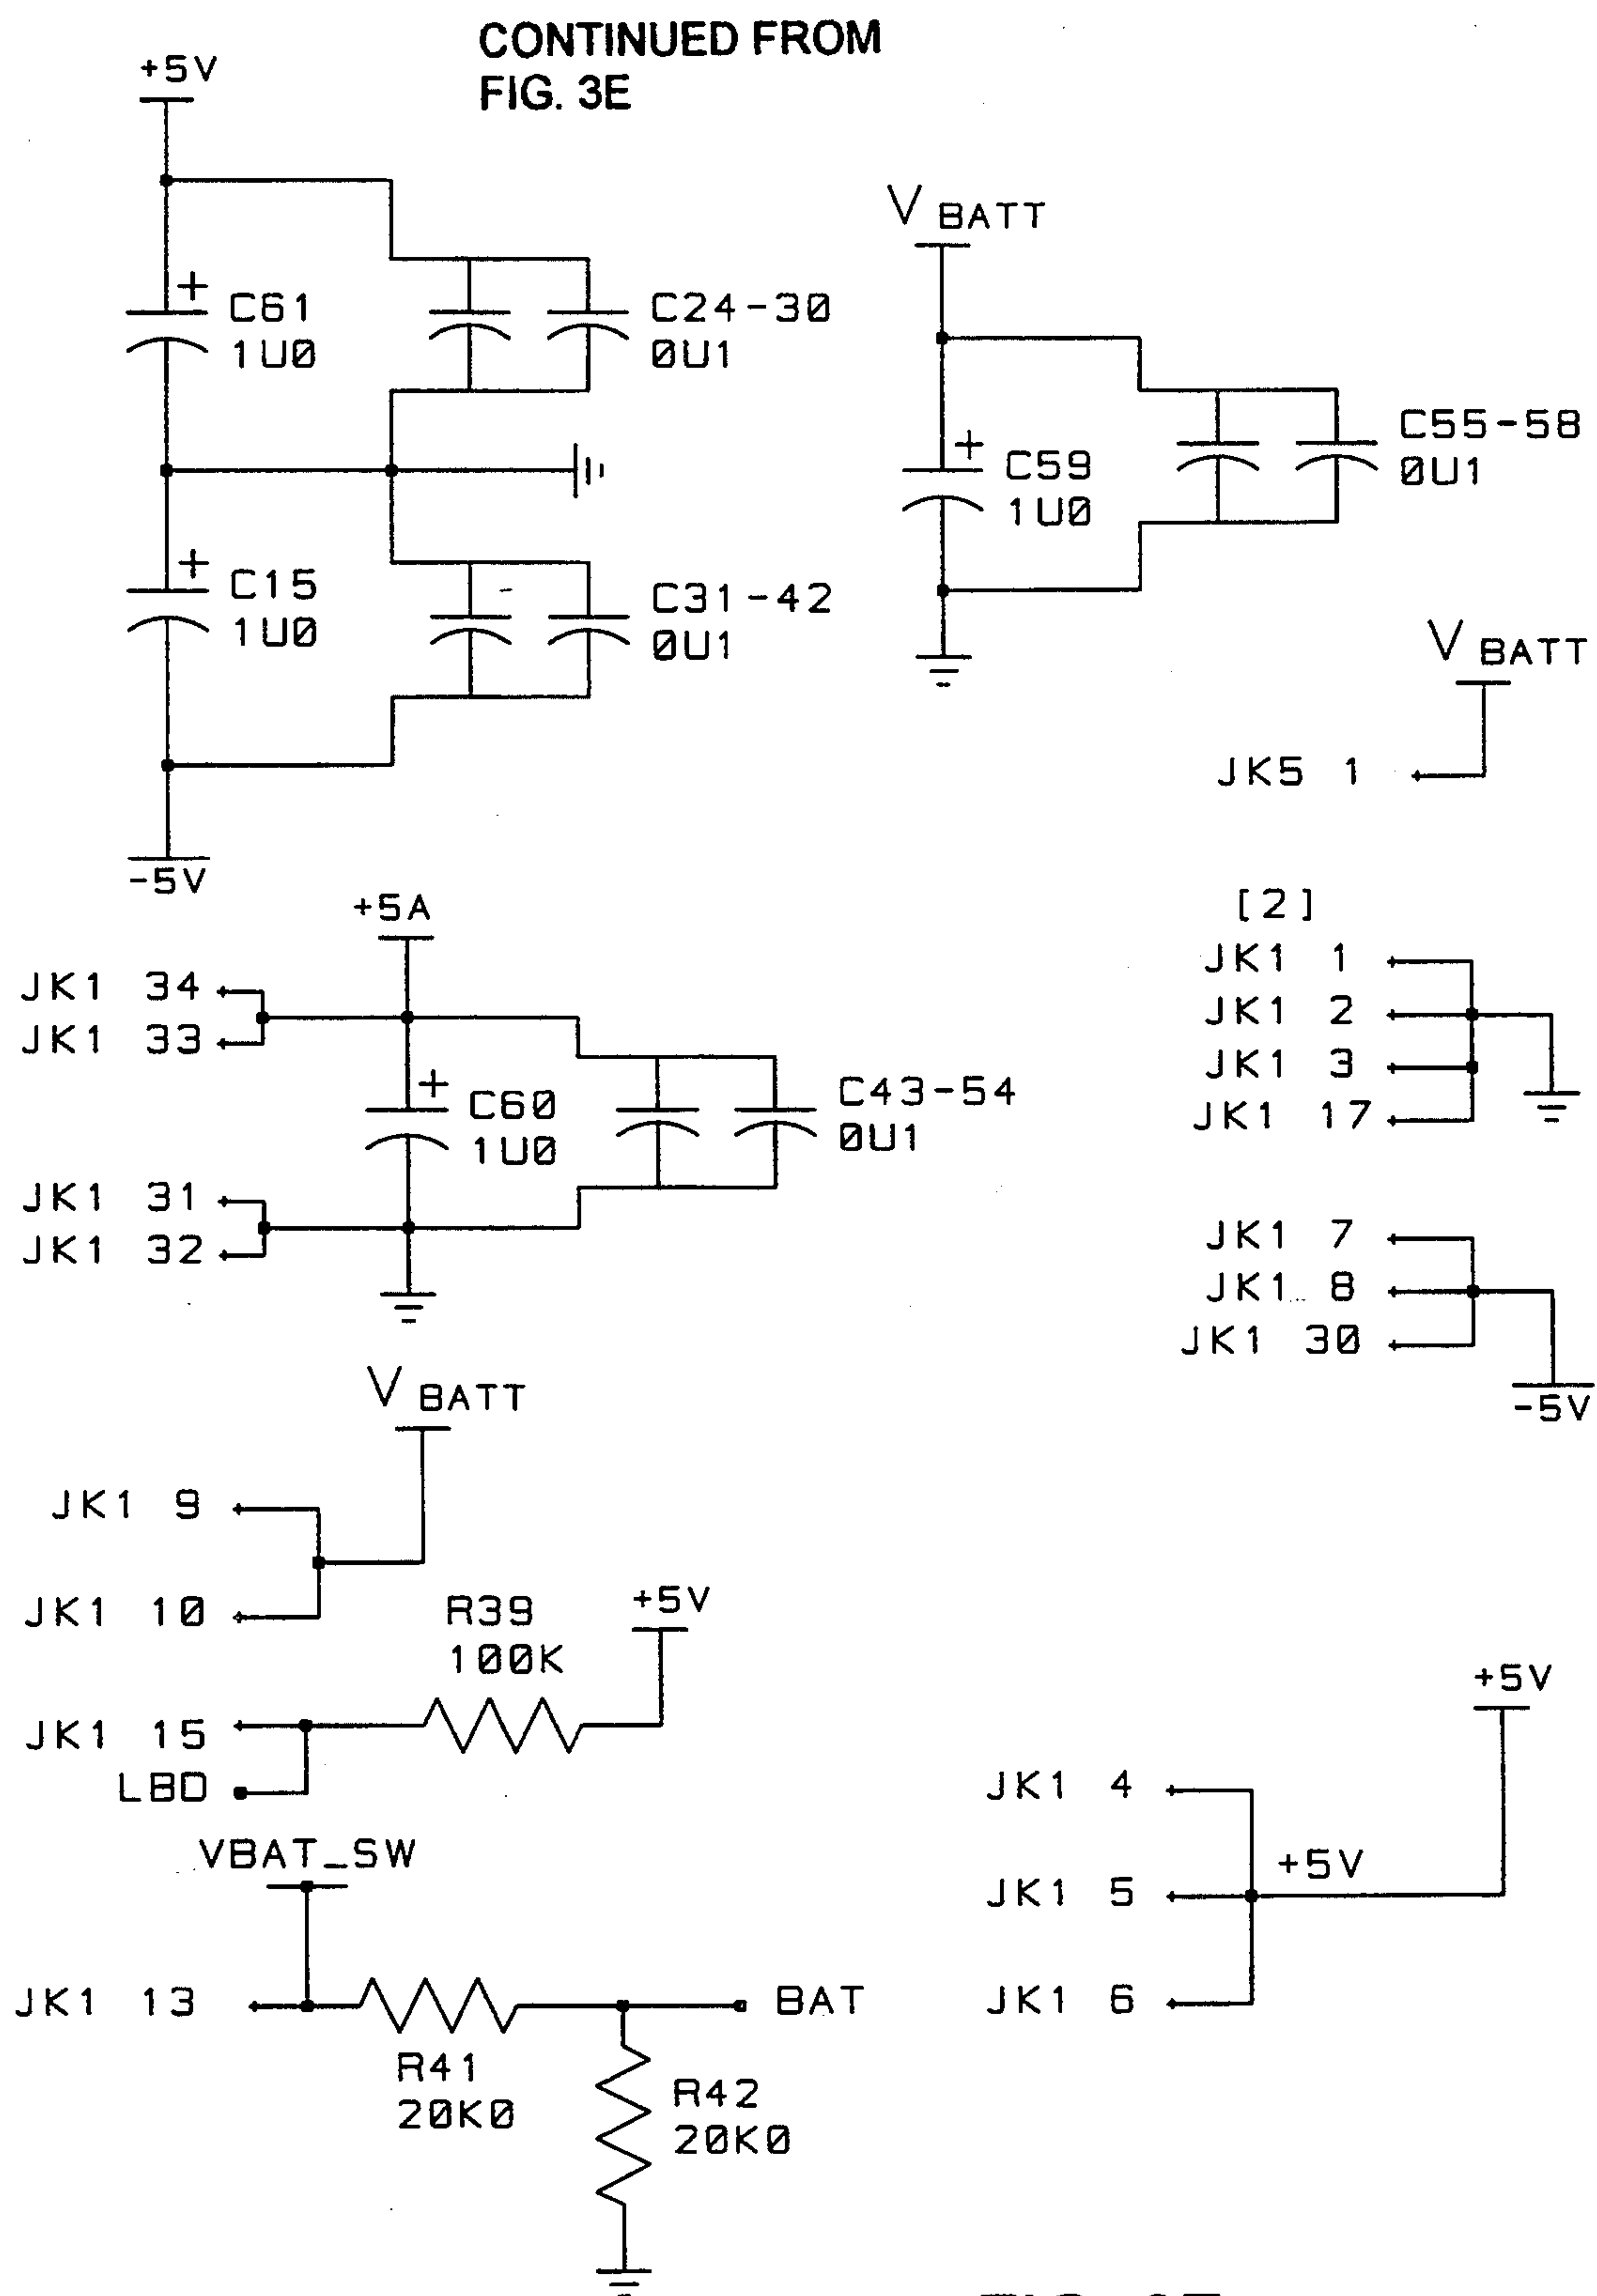 CONTINUED FROM
FIG. 3E
+5V
+
C61
1U0
C24-30
0U1
+
C15
1U0
C31-42
0U1
-5V
V BATT
+
C59
1U0
C55-58
0U1
V BATT
JK5 1
+5A
JK1 34
JK1 33
+
C60
1U0
C43-54
0U1
JK1 31
JK1 32
[2]
JK1 1
JK1 2
JK1 3
JK1 17
JK1 7
JK1 8
JK1 30
-5V
V BATT
JK1 9
JK1 10
R39
100K
+5V
JK1 15
LBO
VBAT_SW
JK1 13
BAT
R41
20K0
R42
20K0
+5V
JK1 4
+5V
JK1 5
JK1 6